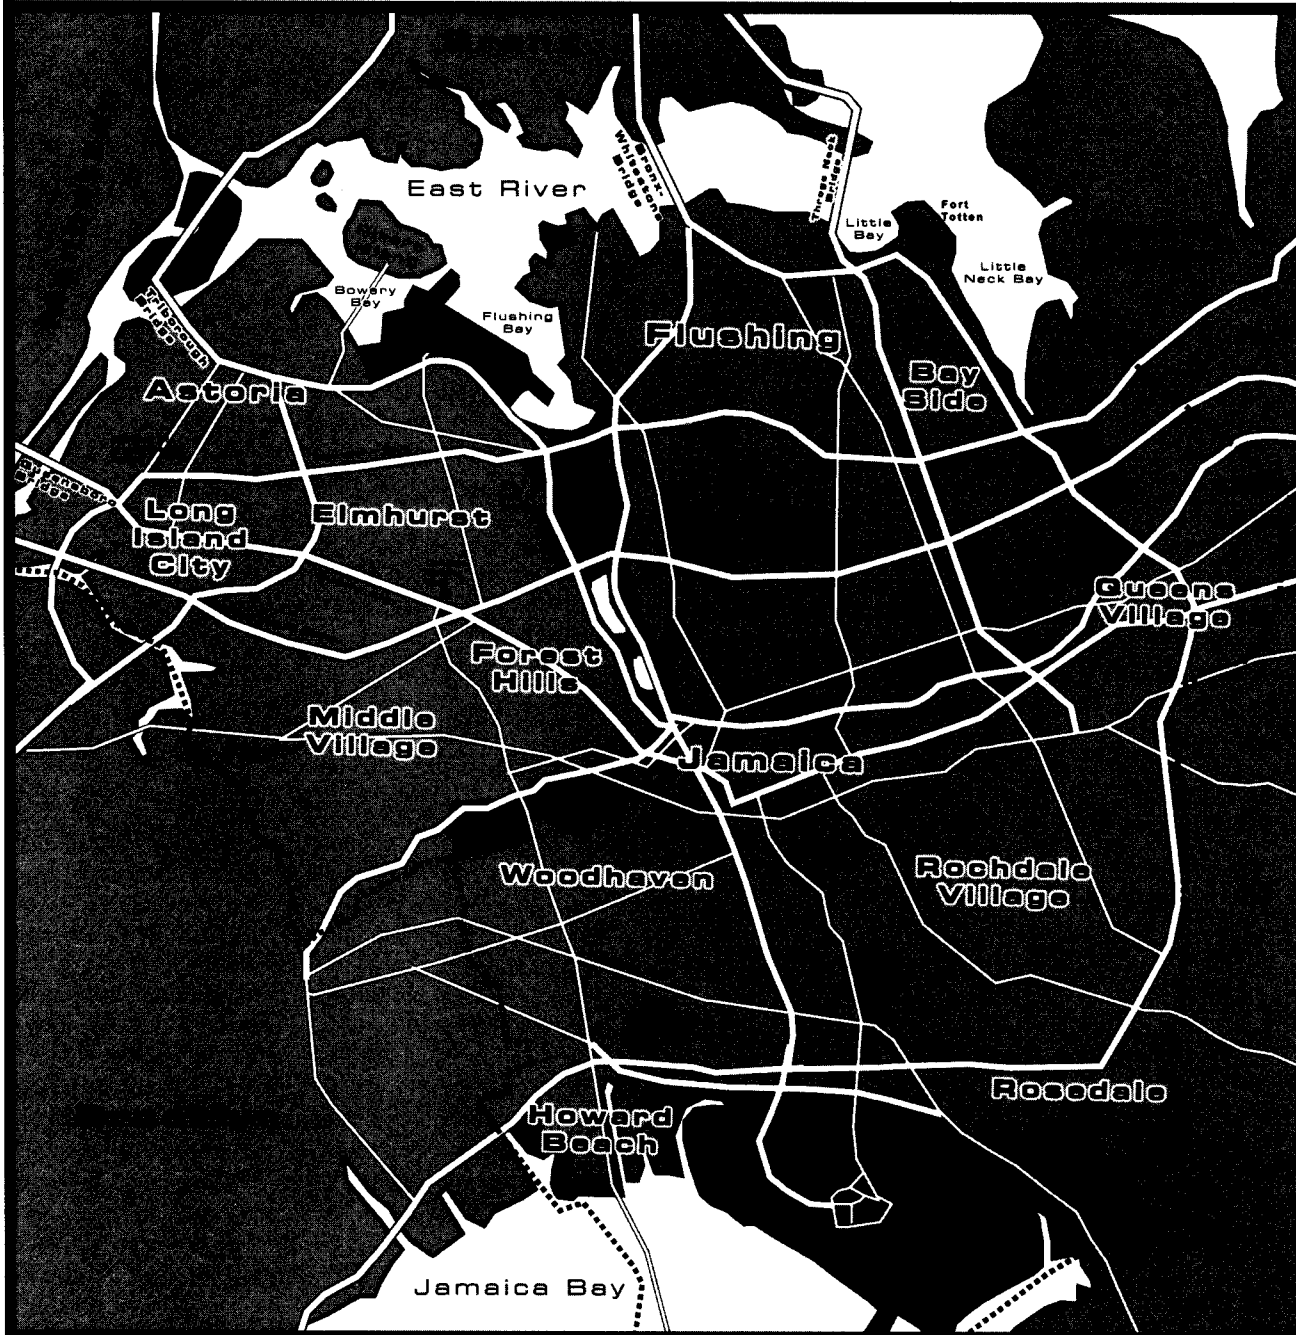 East River
Bronx-
Whitestone
Bridge
Throgs Neck
Bridge
Fort
Totten
Little
Bay
Little
Neck Bay
Bowery
Bay
Flushing
Bay
Triborough
Bridge
Flushing
Astoria
Bay
Side
Queensboro
Bridge
Long
Island
City
Elmhurst
Queens
Village
Forest
Hills
Middle
Village
Jamaica
Woodhaven
Rochdale
Village
Rosedale
Howard
Beach
Jamaica Bay